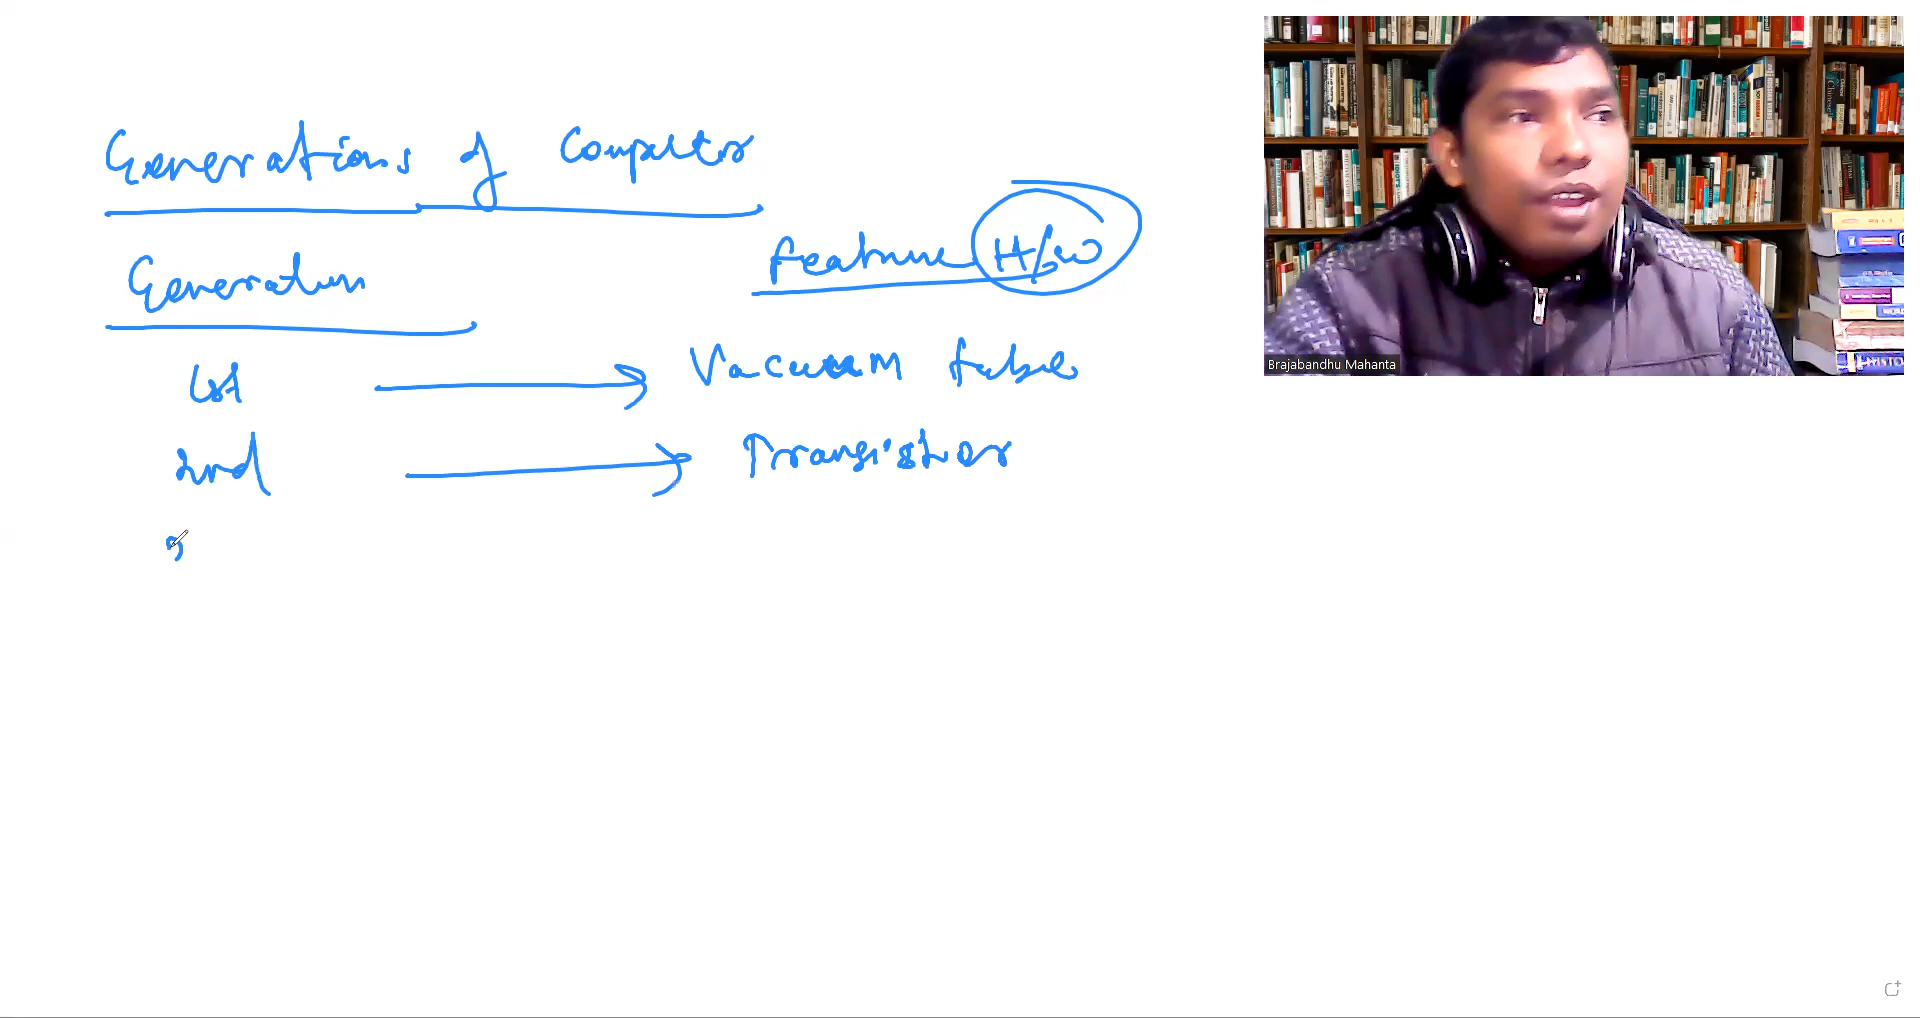 Generations of Computer
Feature H/w
Generation
1st → Vacuum tube
2nd → Transistor
Brajabandhu Mahanta